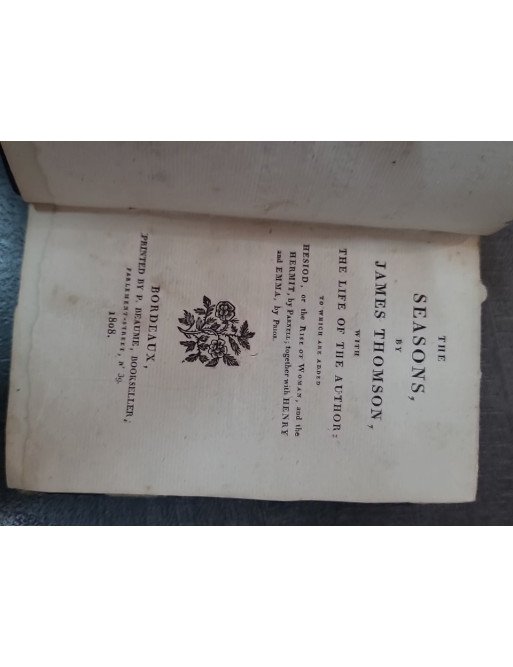 THE
SEASONS,
BY
JAMES THOMSON,
WITH
THE LIFE OF THE AUTHOR:
TO WHICH ARE ADDED
HESIOD, or the RISE OF WOMAN, and the
HERMIT, by PARNELL; together with HENRY
and EMMA, by PRIOR.
BORDEAUX,
PRINTED BY P. BEAUME, BOOKSELLER;
PARLEMENT-STREET, N° 39.
1808.